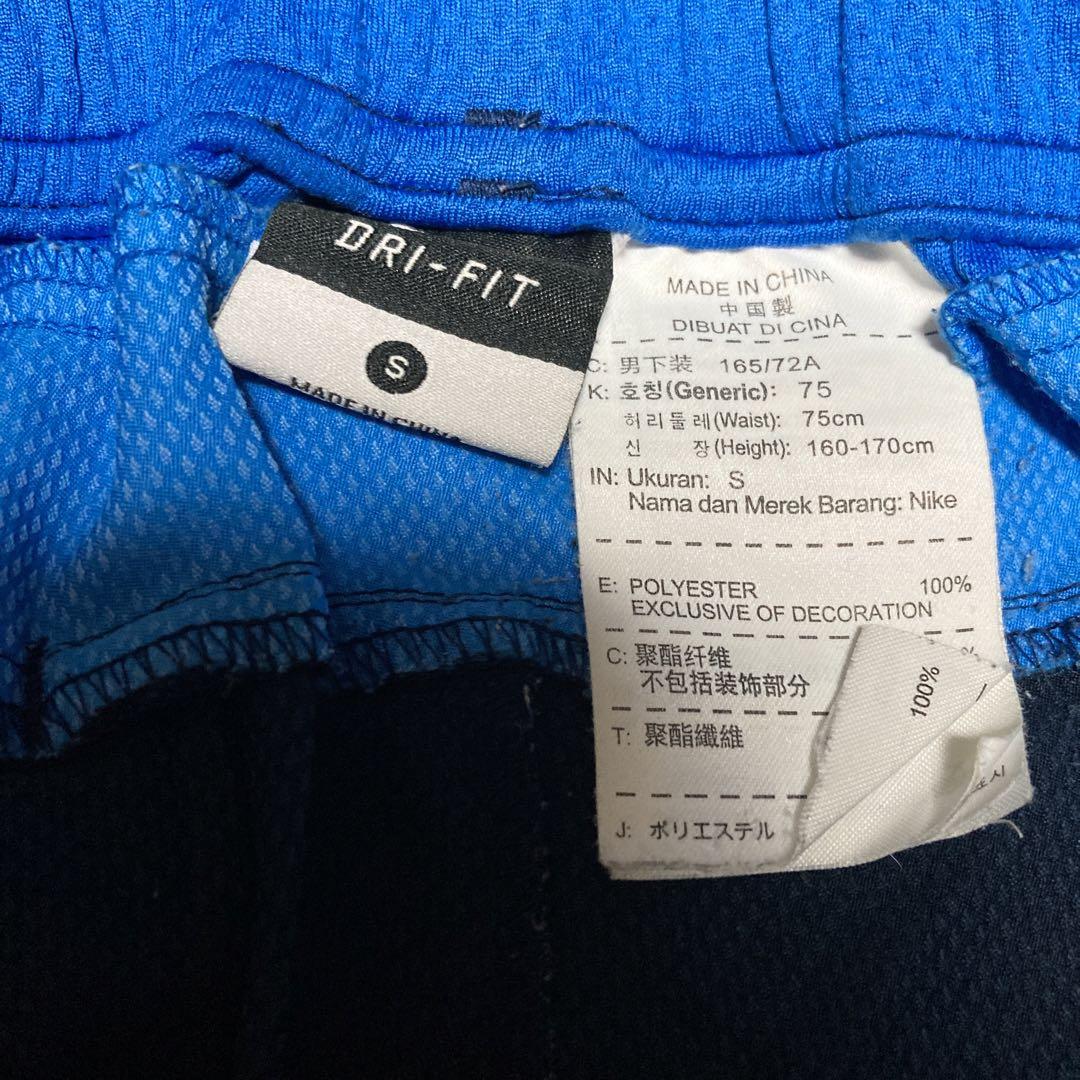 DRI-FIT
S
MADE IN CHINA
MADE IN CHINA
中国製
DIBUAT DI CINA
C: 男下装 165/72A
K: 호칭(Generic): 75
허리둘레(Waist): 75cm
신 장(Height): 160-170cm
IN: Ukuran: S
Nama dan Merek Barang: Nike
E: POLYESTER 100%
EXCLUSIVE OF DECORATION
C: 聚酯纤维
不包括装饰部分
T: 聚酯纖維
J: ポリエステル
100%